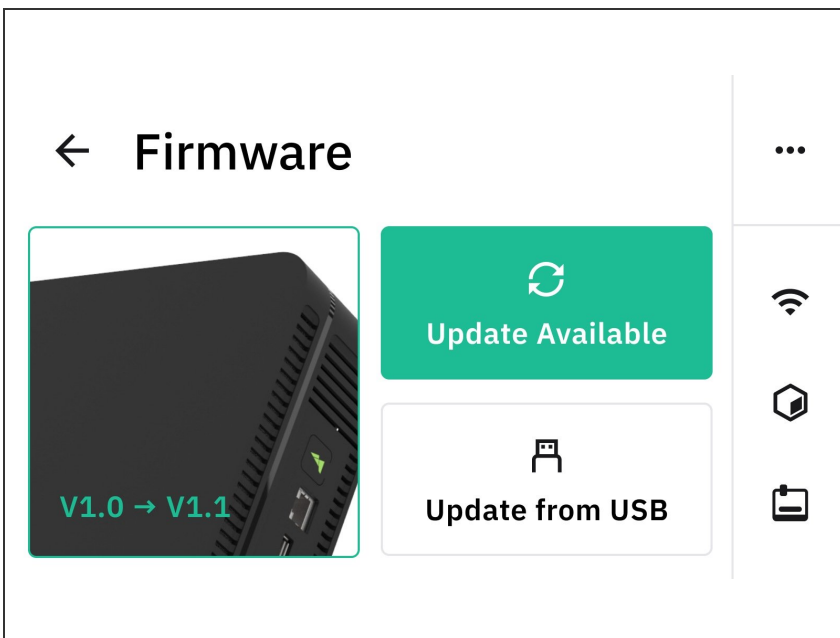 Firmware
Update Available
V1.0 → V1.1
Update from USB